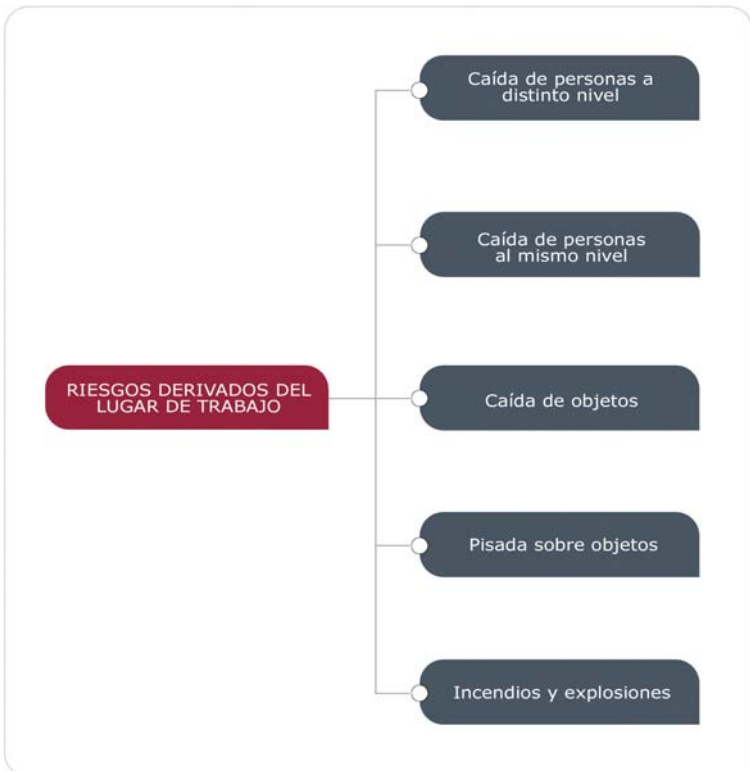 RIESGOS DERIVADOS DEL
LUGAR DE TRABAJO
Caída de personas a
distinto nivel
Caída de personas
al mismo nivel
Caída de objetos
Pisada sobre objetos
Incendios y explosiones